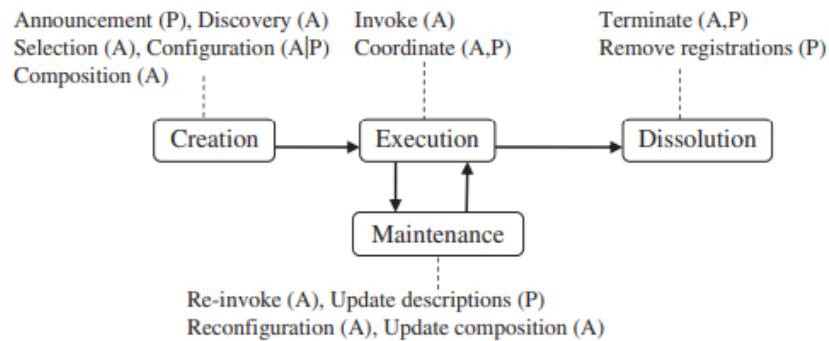 Announcement (P), Discovery (A)
Selection (A), Configuration (A|P)
Composition (A)
Invoke (A)
Coordinate (A,P)
Terminate (A,P)
Remove registrations (P)
Creation
Execution
Dissolution
Maintenance
Re-invoke (A), Update descriptions (P)
Reconfiguration (A), Update composition (A)